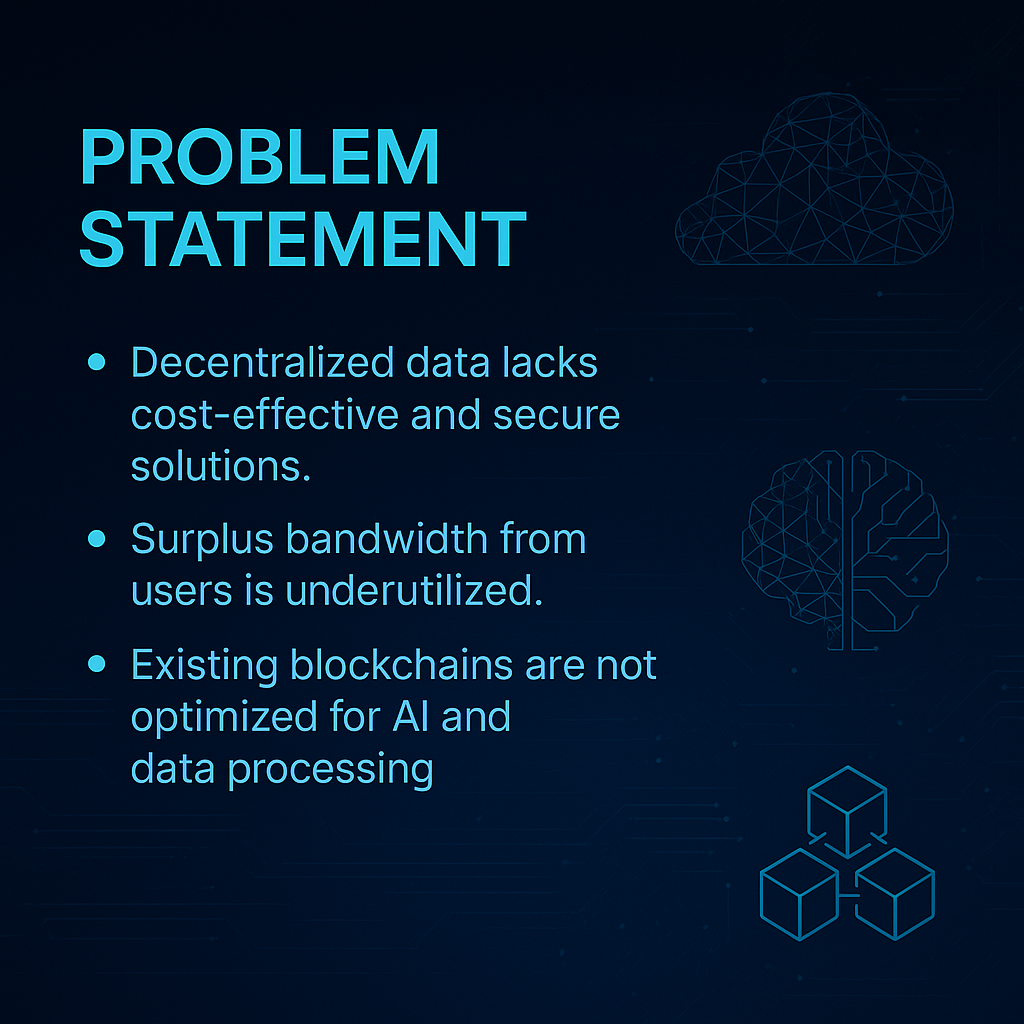 PROBLEM
STATEMENT
• Decentralized data lacks
cost-effective and secure
solutions.
• Surplus bandwidth from
users is underutilized.
• Existing blockchains are not
optimized for AI and
data processing